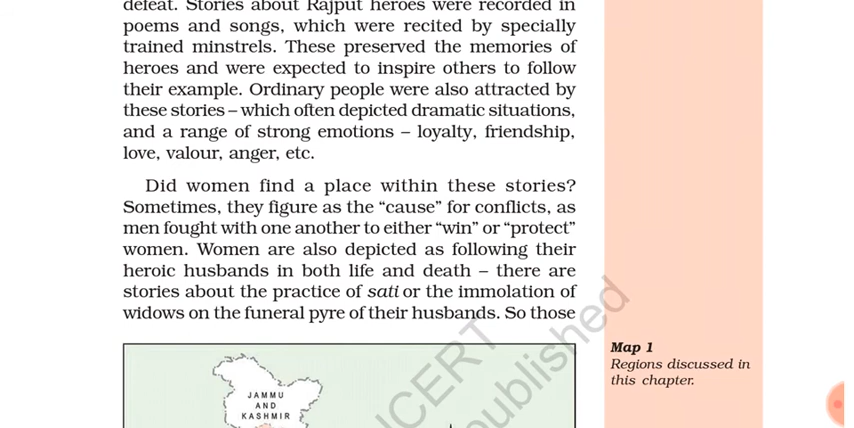 defeat. Stories about Rajput heroes were recorded in
poems and songs, which were recited by specially
trained minstrels. These preserved the memories of
heroes and were expected to inspire others to follow
their example. Ordinary people were also attracted by
these stories – which often depicted dramatic situations,
and a range of strong emotions – loyalty, friendship,
love, valour, anger, etc.
Did women find a place within these stories?
Sometimes, they figure as the “cause” for conflicts, as
men fought with one another to either “win” or “protect”
women. Women are also depicted as following their
heroic husbands in both life and death – there are
stories about the practice of sati or the immolation of
widows on the funeral pyre of their husbands. So those
Map 1
Regions discussed in
this chapter.
JAMMU
AND
KASHMIR
NCERT
published